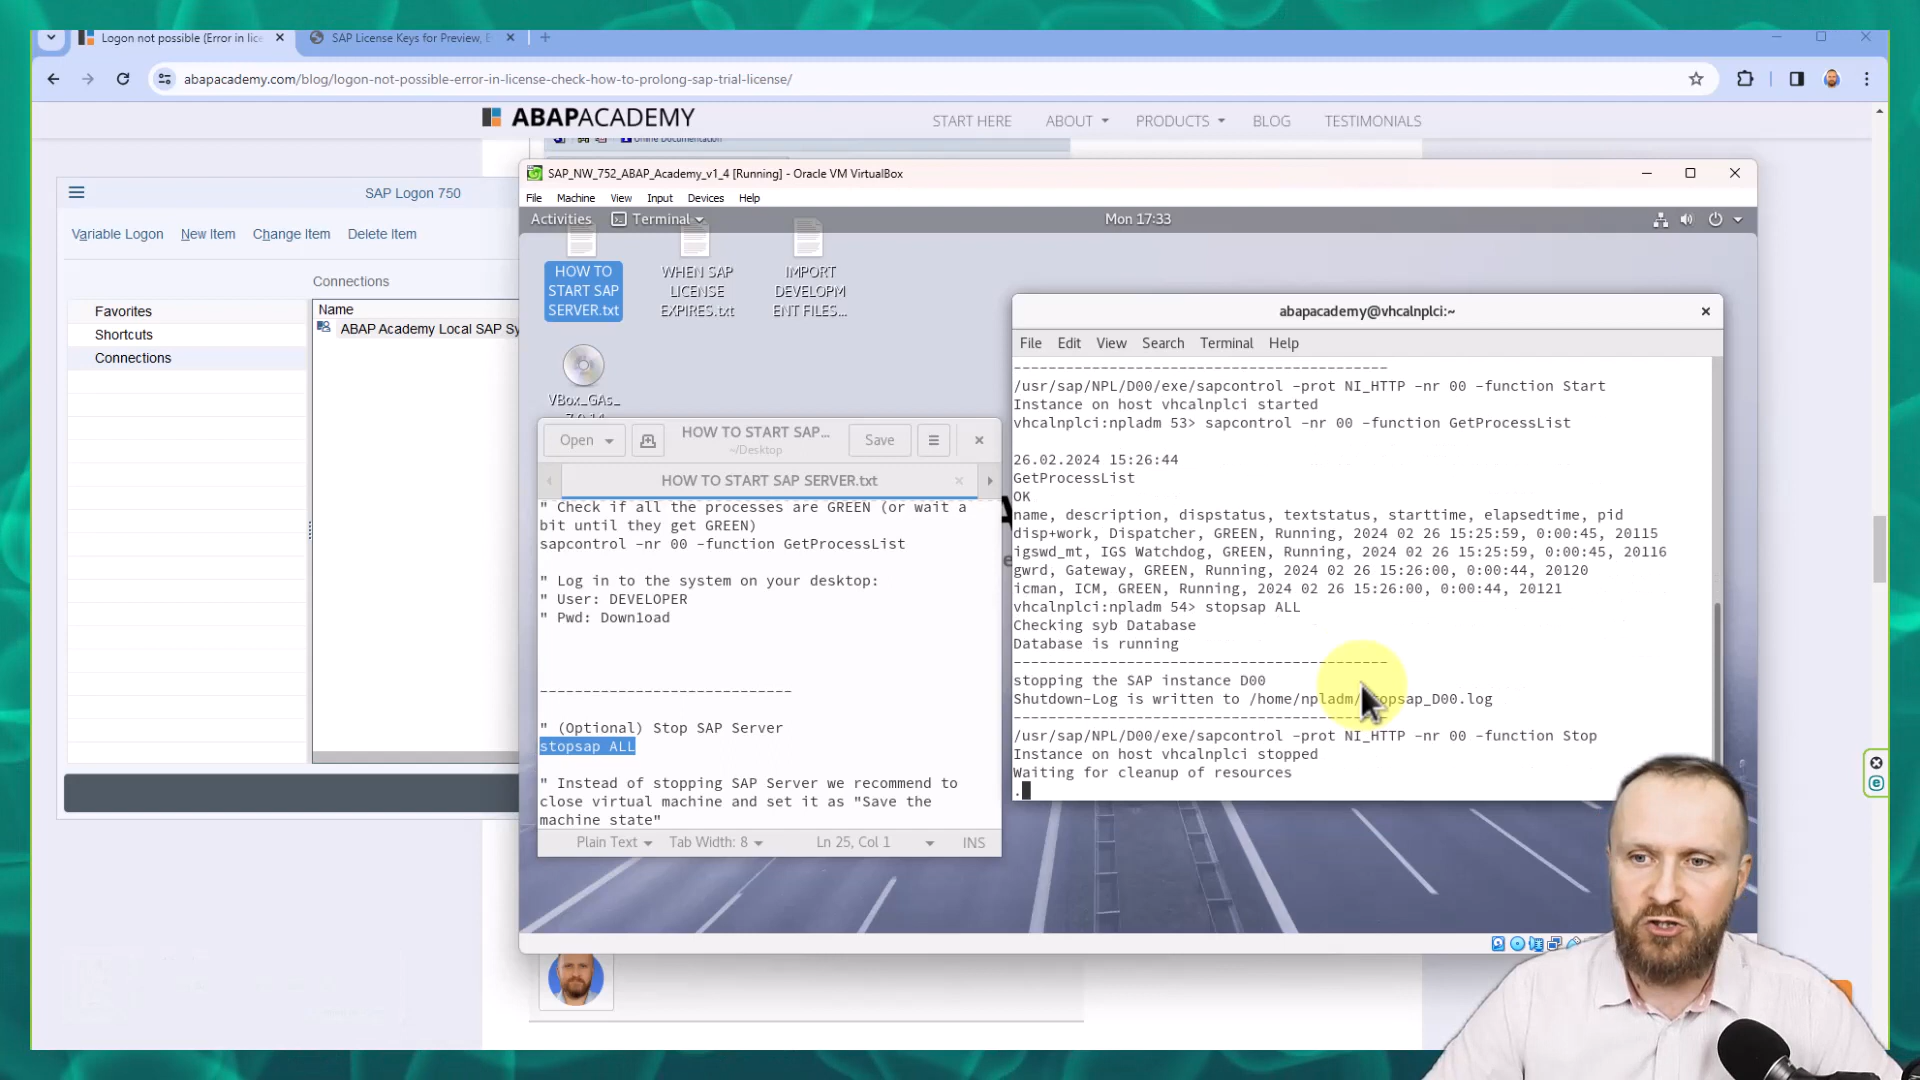 Logon not possible (Error in lice
SAP License Keys for Preview, E
abapacademy.com/blog/logon-not-possible-error-in-license-check-how-to-prolong-sap-trial-license/
ABAPACADEMY
START HERE
ABOUT
PRODUCTS
BLOG
TESTIMONIALS
Online Documentation
SAP Logon 750
Variable Logon
New Item
Change Item
Delete Item
Connections
Favorites
Shortcuts
Connections
Name
ABAP Academy Local SAP Sy
SAP_NW_752_ABAP_Academy_v1_4 [Running] - Oracle VM VirtualBox
File
Machine
View
Input
Devices
Help
Activities
Terminal
Mon 17:33
HOW TO
START SAP
SERVER.txt
WHEN SAP
LICENSE
EXPIRES.txt
IMPORT
DEVELOPM
ENT FILES...
VBox_GAs_
Open
HOW TO START SAP...
~/Desktop
Save
HOW TO START SAP SERVER.txt
" Check if all the processes are GREEN (or wait a
bit until they get GREEN)
sapcontrol -nr 00 -function GetProcessList
" Log in to the system on your desktop:
" User: DEVELOPER
" Pwd: Down1oad
-----------------------------
" (Optional) Stop SAP Server
stopsap ALL
" Instead of stopping SAP Server we recommend to
close virtual machine and set it as "Save the
machine state"
Plain Text
Tab Width: 8
Ln 25, Col 1
INS
abapacademy@vhcalnplci:~
File
Edit
View
Search
Terminal
Help
-------------------------------------------
/usr/sap/NPL/D00/exe/sapcontrol -prot NI_HTTP -nr 00 -function Start
Instance on host vhcalnplci started
vhcalnplci:npladm 53> sapcontrol -nr 00 -function GetProcessList
26.02.2024 15:26:44
GetProcessList
OK
name, description, dispstatus, textstatus, starttime, elapsedtime, pid
disp+work, Dispatcher, GREEN, Running, 2024 02 26 15:25:59, 0:00:45, 20115
igswd_mt, IGS Watchdog, GREEN, Running, 2024 02 26 15:25:59, 0:00:45, 20116
gwrd, Gateway, GREEN, Running, 2024 02 26 15:26:00, 0:00:44, 20120
icman, ICM, GREEN, Running, 2024 02 26 15:26:00, 0:00:44, 20121
vhcalnplci:npladm 54> stopsap ALL
Checking syb Database
Database is running
-------------------------------------------
stopping the SAP instance D00
Shutdown-Log is written to /home/npladm/stopsap_D00.log
-------------------------------------------
/usr/sap/NPL/D00/exe/sapcontrol -prot NI_HTTP -nr 00 -function Stop
Instance on host vhcalnplci stopped
Waiting for cleanup of resources
.